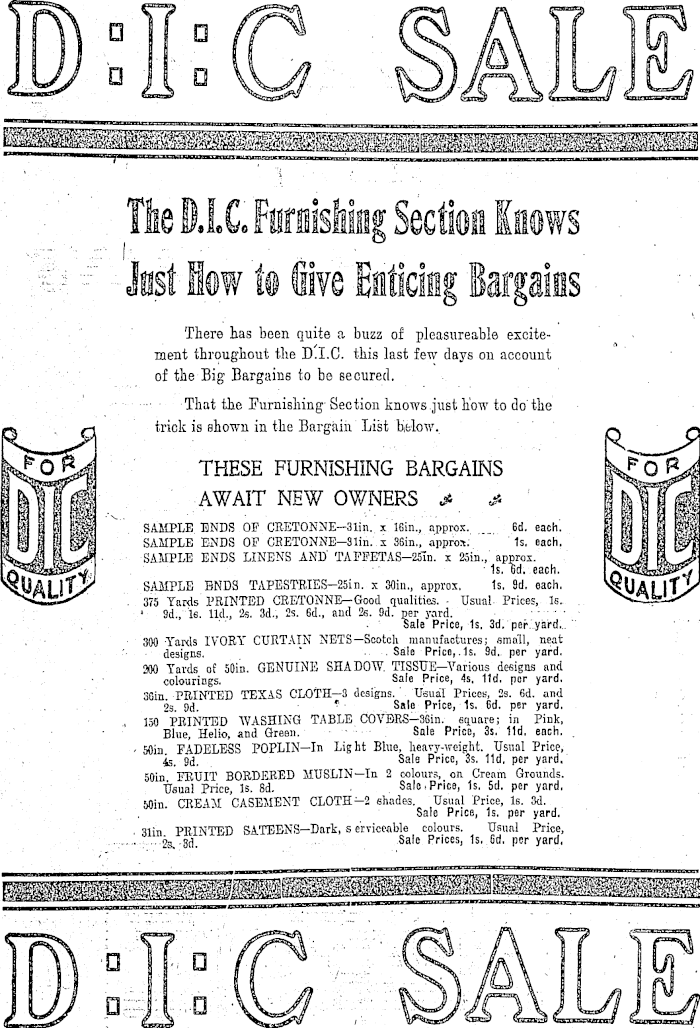 D:I:C SALE
The D.I.C. Furnishing Section Knows
Just How to Give Enticing Bargains
There has been quite a buzz of pleasureable excite-
ment throughout the D.I.C. this last few days on account
of the Big Bargains to be secured.
That the Furnishing Section knows just how to do the
trick is shown in the Bargain List below.
FOR
DIC
QUALITY
FOR
DIC
QUALITY
THESE FURNISHING BARGAINS
AWAIT NEW OWNERS
SAMPLE ENDS OF CRETONNE—31in. x 16in., approx. 6d. each.
SAMPLE ENDS OF CRETONNE—31in. x 36in., approx. 1s. each.
SAMPLE ENDS LINENS AND TAFFETAS—25in. x 25in., approx.
1s. 6d. each.
SAMPLE ENDS TAPESTRIES—25in. x 30in., approx. 1s. 9d. each.
375 Yards PRINTED CRETONNE—Good qualities. Usual Prices, 1s.
9d., 1s. 11d., 2s. 3d., 2s. 6d., and 2s. 9d. per yard.
Sale Price, 1s. 3d. per yard.
300 Yards IVORY CURTAIN NETS—Scotch manufactures; small, neat
designs. Sale Price, 1s. 9d. per yard.
200 Yards of 50in. GENUINE SHADOW TISSUE—Various designs and
colourings. Sale Price, 4s. 11d. per yard.
36in. PRINTED TEXAS CLOTH—3 designs. Usual Prices, 2s. 6d. and
2s. 9d. Sale Price, 1s. 6d. per yard.
150 PRINTED WASHING TABLE COVERS—36in. square; in Pink,
Blue, Helio, and Green. Sale Price, 3s. 11d. each.
50in. FADELESS POPLIN—In Light Blue, heavy-weight. Usual Price,
4s. 9d. Sale Price, 3s. 11d. per yard.
50in. FRUIT BORDERED MUSLIN—In 2 colours, on Cream Grounds.
Usual Price, 1s. 8d. Sale Price, 1s. 5d. per yard.
50in. CREAM CASEMENT CLOTH—2 shades. Usual Price, 1s. 3d.
Sale Price, 1s. per yard.
31in. PRINTED SATEENS—Dark, serviceable colours. Usual Price,
2s. 3d. Sale Prices, 1s. 6d. per yard.
D:I:C SALE